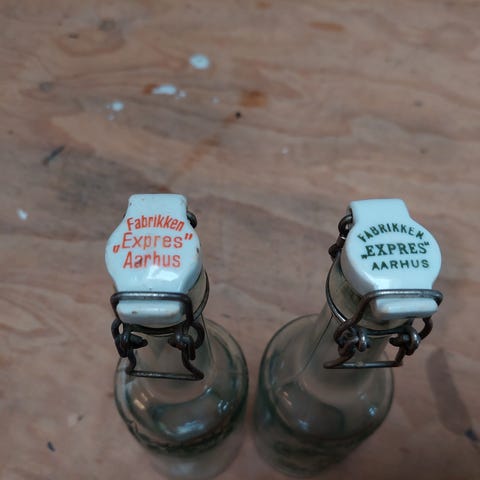 Fabrikken
„Expres"
Aarhus
FABRIKKEN
„EXPRES"
AARHUS